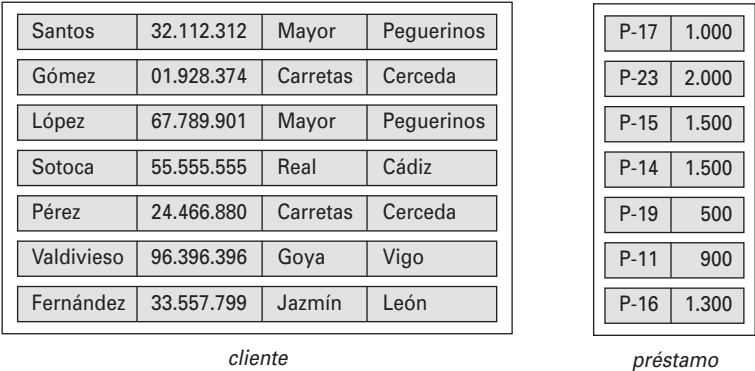 Santos 32.112.312 Mayor Peguerinos
Gómez 01.928.374 Carretas Cerceda
López 67.789.901 Mayor Peguerinos
Sotoca 55.555.555 Real Cádiz
Pérez 24.466.880 Carretas Cerceda
Valdivieso 96.396.396 Goya Vigo
Fernández 33.557.799 Jazmín León
cliente
P-17 1.000
P-23 2.000
P-15 1.500
P-14 1.500
P-19 500
P-11 900
P-16 1.300
préstamo